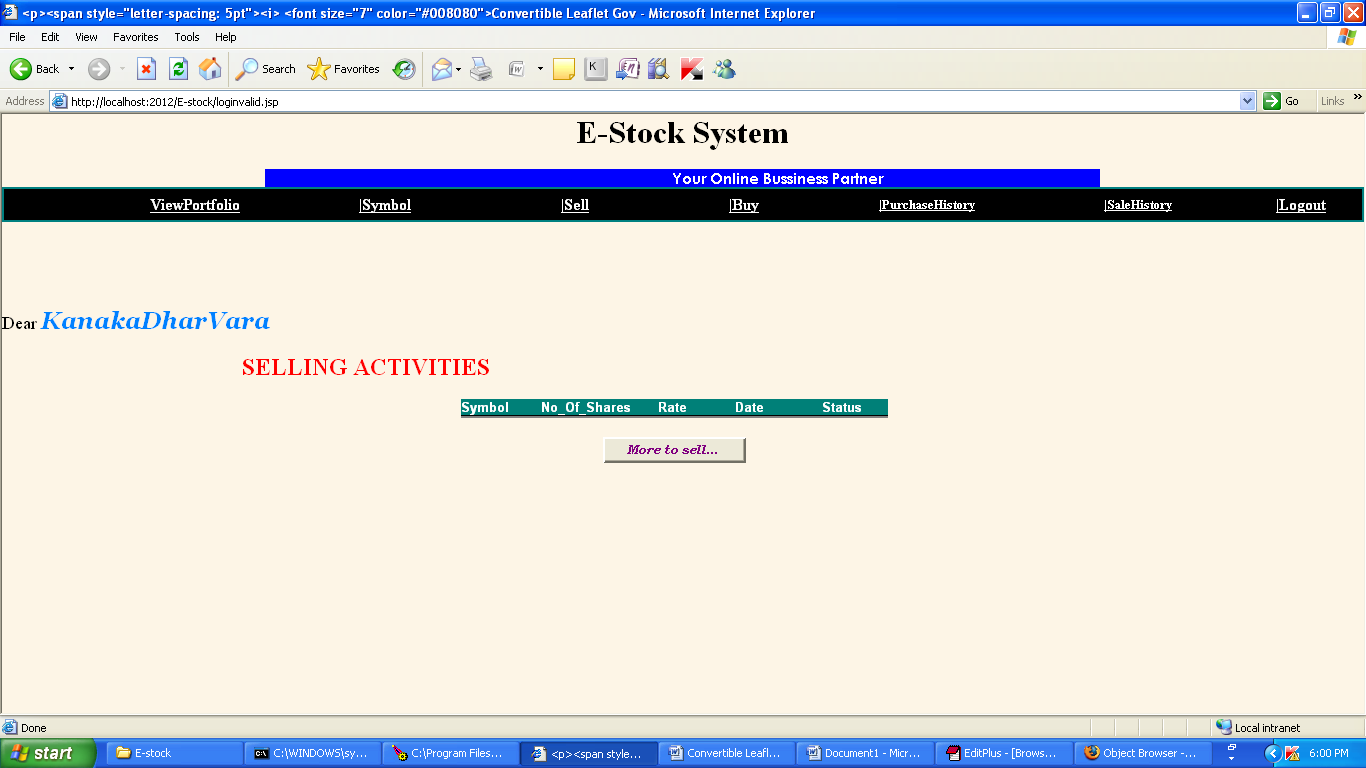 <p><span style="letter-spacing: 5pt"><i> <font size="7" color="#008080">Convertible Leaflet Gov - Microsoft Internet Explorer
File Edit View Favorites Tools Help
Back Search Favorites
Address http://localhost:2012/E-stock/loginvalid.jsp Go Links »
E-Stock System
Your Online Bussiness Partner
ViewPortfolio |Symbol |Sell |Buy |PurchaseHistory |SaleHistory |Logout
Dear KanakaDharVara
SELLING ACTIVITIES
Symbol No_Of_Shares Rate Date Status
More to sell...
Done Local intranet
start E-stock C:\WINDOWS\sy... C:\Program Files... <p><span style... Convertible Leafl... Document1 - Micr... EditPlus - [Brows... Object Browser -... 6:00 PM